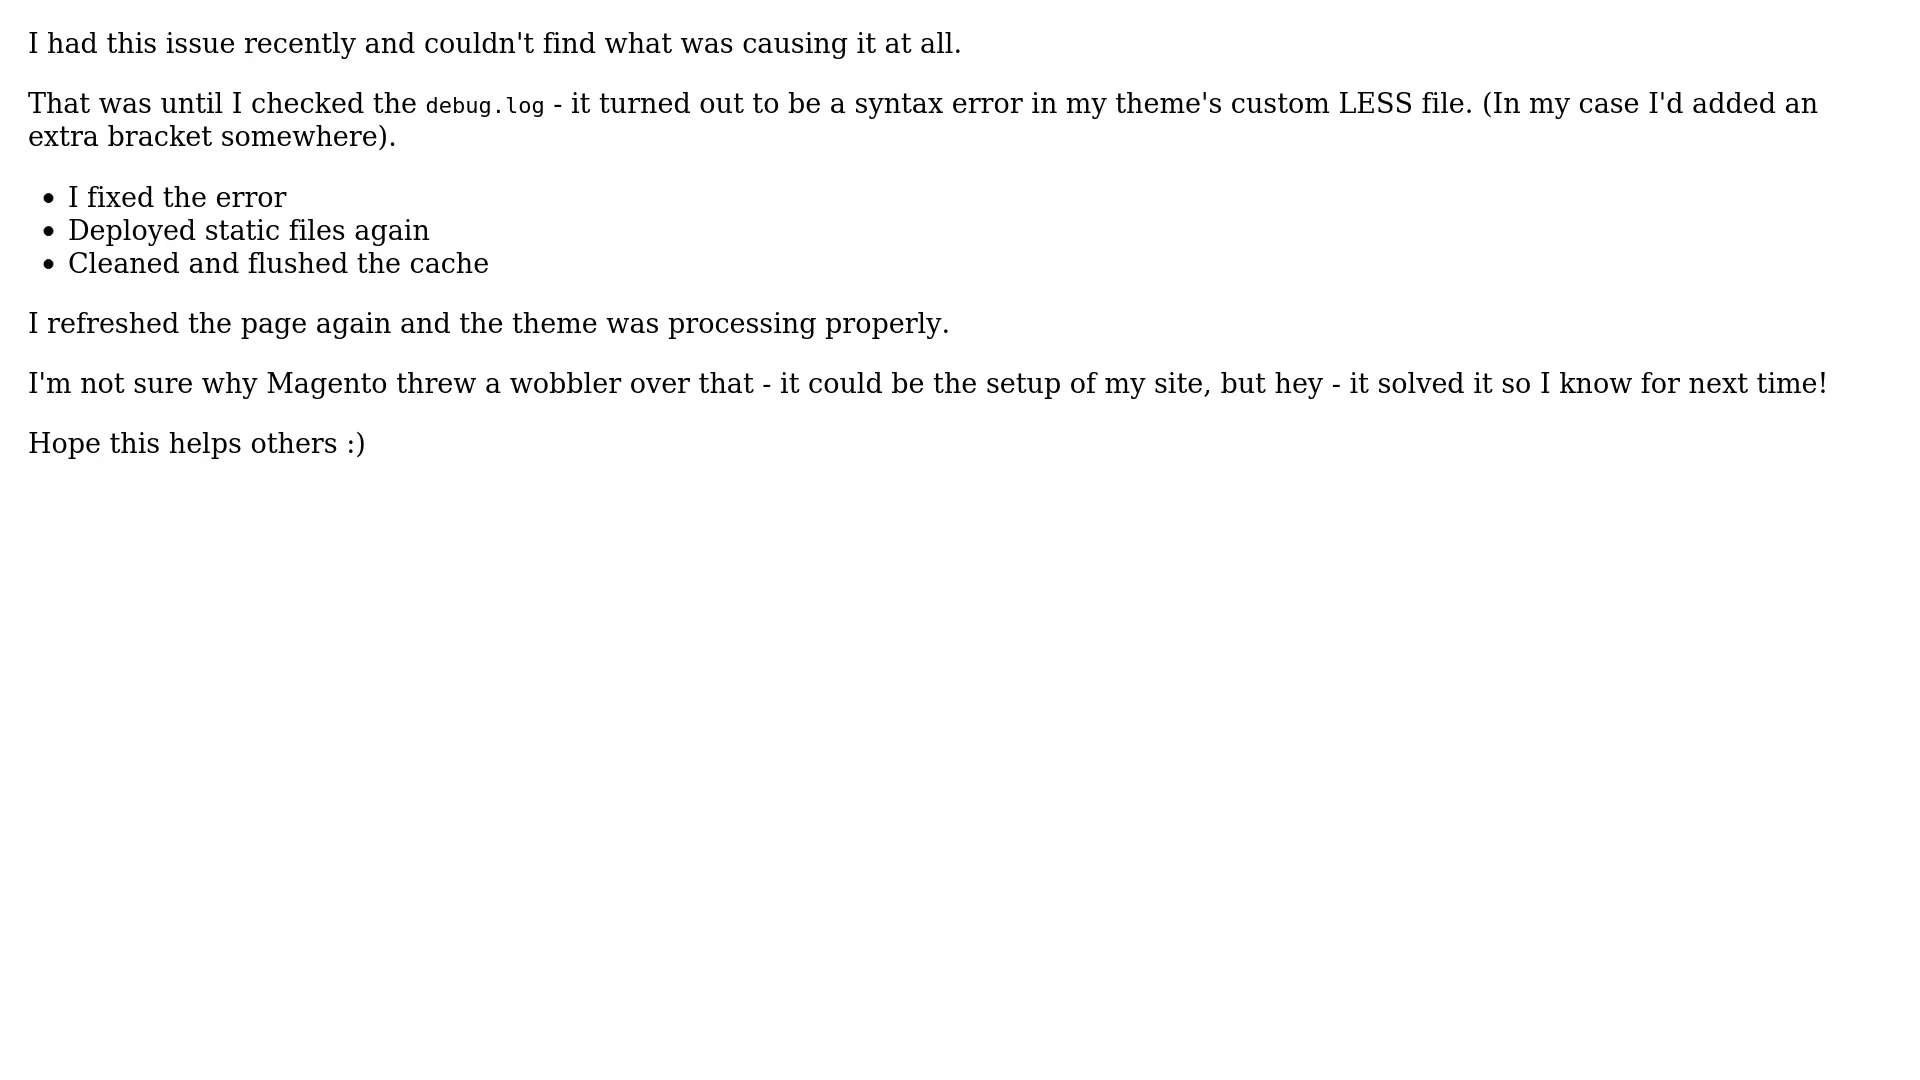 I had this issue recently and couldn't find what was causing it at all.
That was until I checked the debug.log - it turned out to be a syntax error in my theme's custom LESS file. (In my case I'd added an
extra bracket somewhere).
• I fixed the error
• Deployed static files again
• Cleaned and flushed the cache
I refreshed the page again and the theme was processing properly.
I'm not sure why Magento threw a wobbler over that - it could be the setup of my site, but hey - it solved it so I know for next time!
Hope this helps others :)